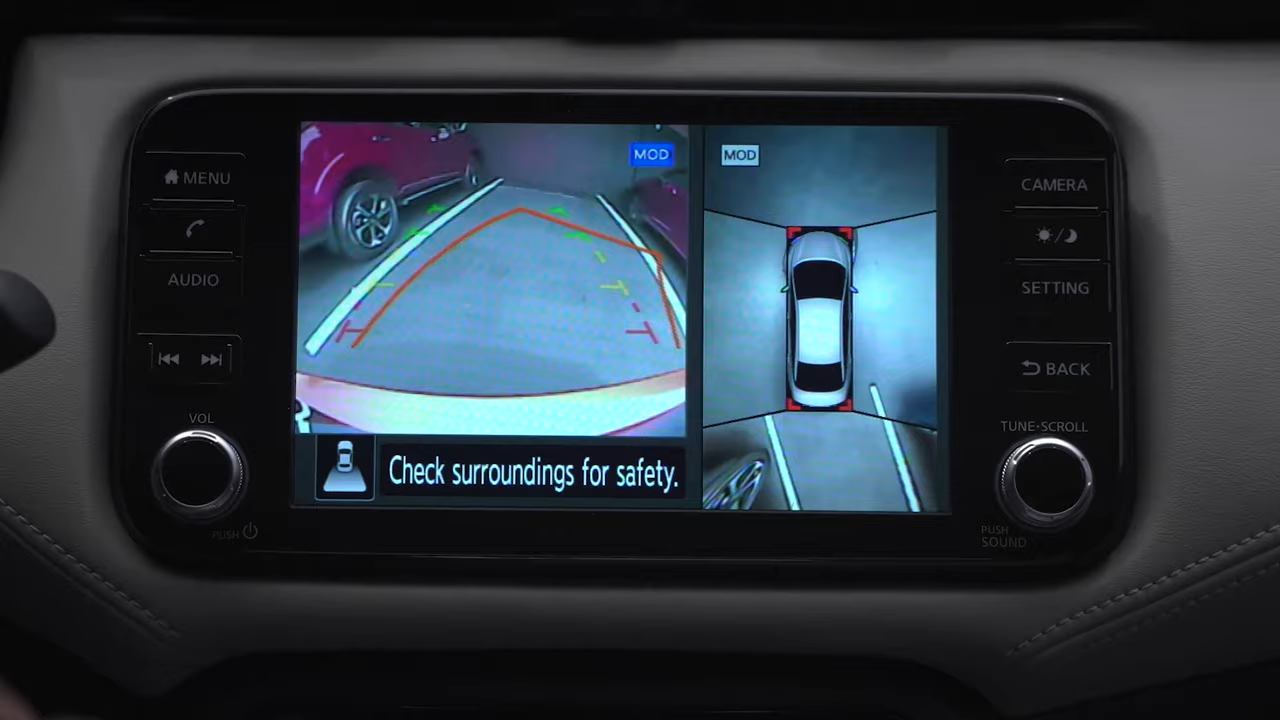 MENU
AUDIO
VOL
PUSH
MOD
MOD
Check surroundings for safety.
CAMERA
SETTING
BACK
TUNE·SCROLL
PUSH
SOUND